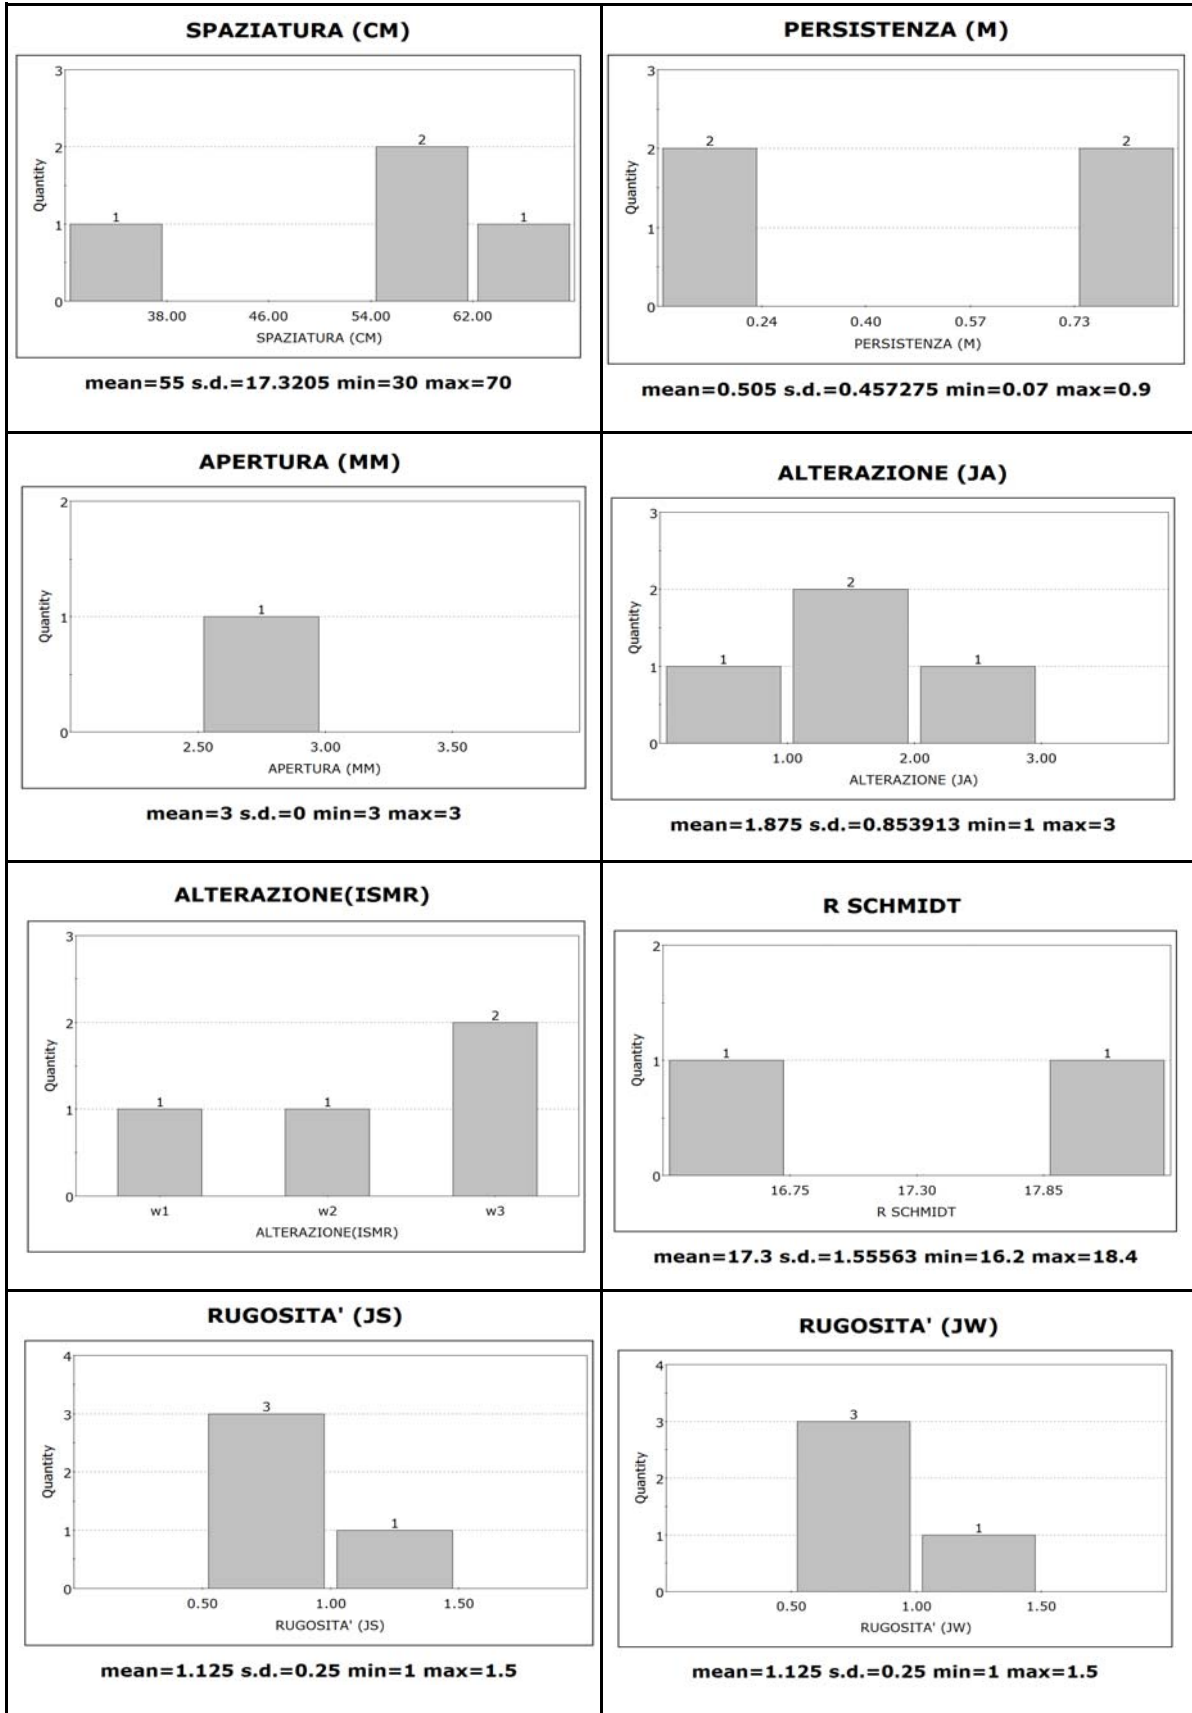 SPAZIATURA (CM)
3
2
1
0
Quantity
1
2
1
38.00 46.00 54.00 62.00
SPAZIATURA (CM)
mean=55 s.d.=17.3205 min=30 max=70
PERSISTENZA (M)
3
2
1
0
Quantity
2
2
0.24 0.40 0.57 0.73
PERSISTENZA (M)
mean=0.505 s.d.=0.457275 min=0.07 max=0.9
APERTURA (MM)
2
1
0
Quantity
1
2.50 3.00 3.50
APERTURA (MM)
mean=3 s.d.=0 min=3 max=3
ALTERAZIONE (JA)
3
2
1
0
Quantity
1
2
1
1.00 2.00 3.00
ALTERAZIONE (JA)
mean=1.875 s.d.=0.853913 min=1 max=3
ALTERAZIONE(ISMR)
3
2
1
0
Quantity
1
1
2
w1 w2 w3
ALTERAZIONE(ISMR)
R SCHMIDT
2
1
0
Quantity
1
1
16.75 17.30 17.85
R SCHMIDT
mean=17.3 s.d.=1.55563 min=16.2 max=18.4
RUGOSITA' (JS)
4
3
2
1
0
Quantity
3
1
0.50 1.00 1.50
RUGOSITA' (JS)
mean=1.125 s.d.=0.25 min=1 max=1.5
RUGOSITA' (JW)
4
3
2
1
0
Quantity
3
1
0.50 1.00 1.50
RUGOSITA' (JW)
mean=1.125 s.d.=0.25 min=1 max=1.5